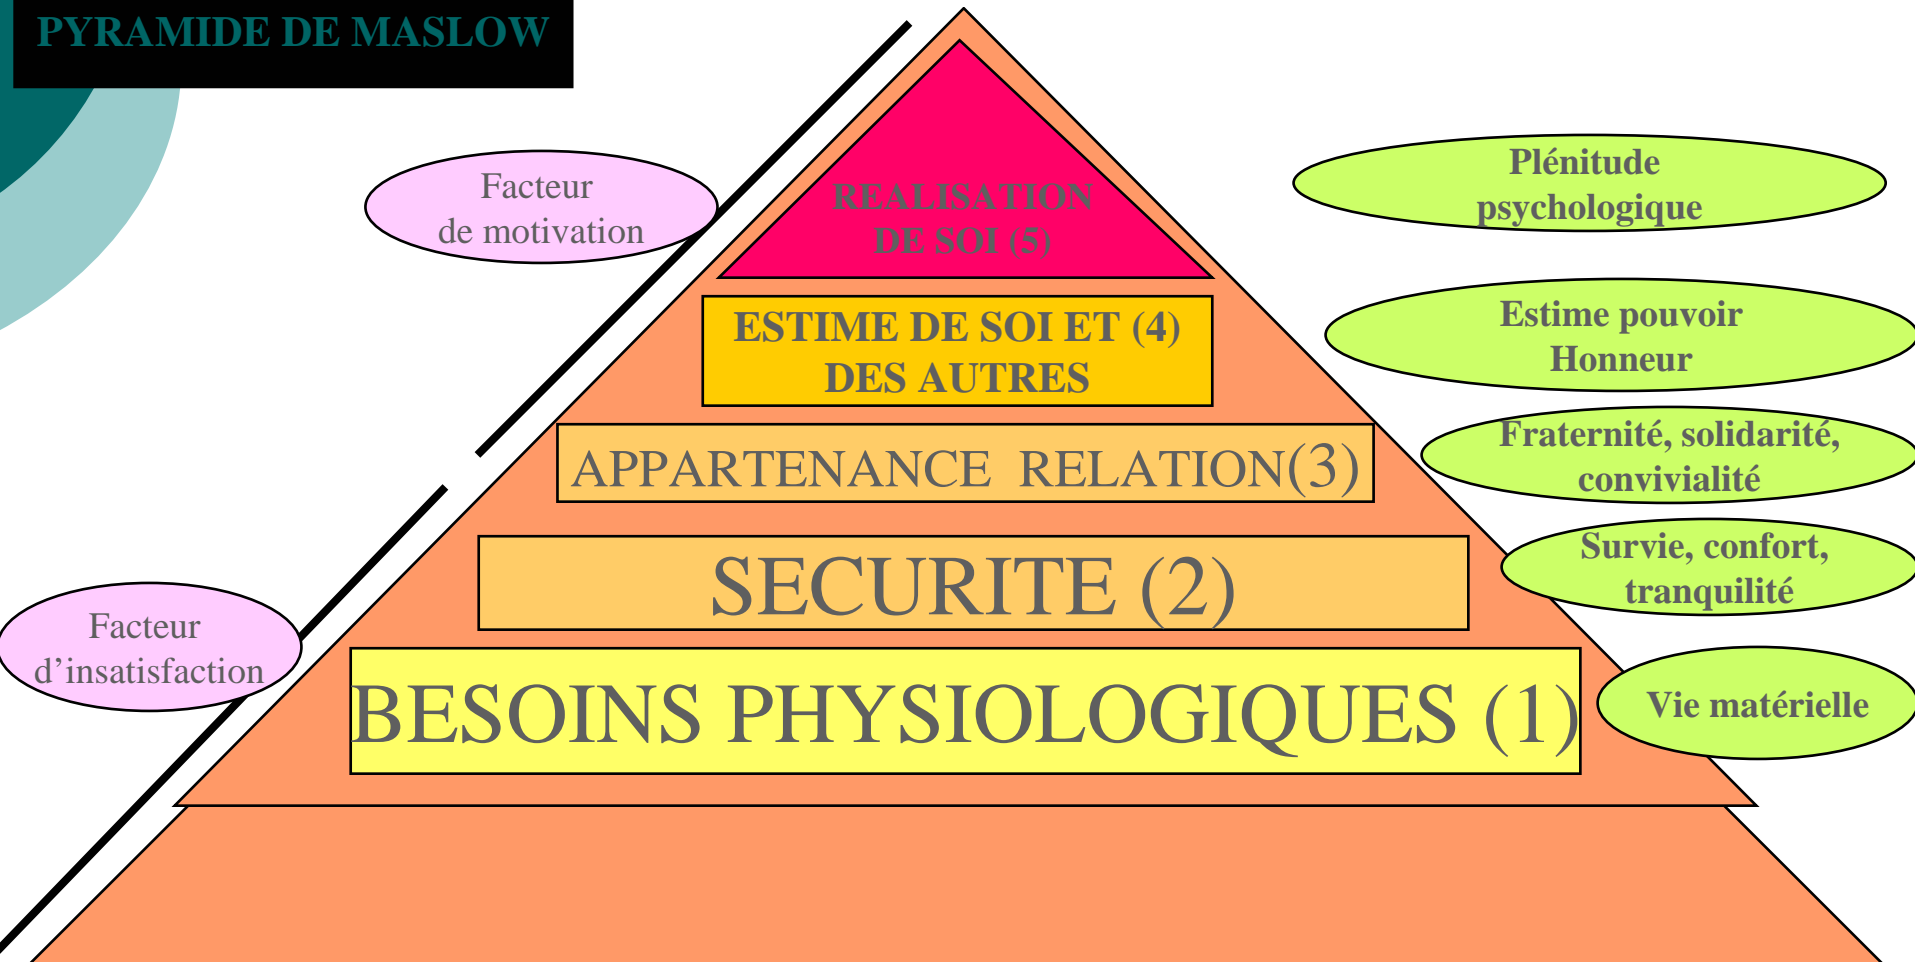 PYRAMIDE DE MASLOW
Facteur
de motivation
REALISATION
DE SOI (5)
Plénitude
psychologique
ESTIME DE SOI ET (4)
DES AUTRES
Estime pouvoir
Honneur
APPARTENANCE RELATION(3)
Fraternité, solidarité,
convivialité
SECURITE (2)
Survie, confort,
tranquilité
Facteur
d’insatisfaction
BESOINS PHYSIOLOGIQUES (1)
Vie matérielle